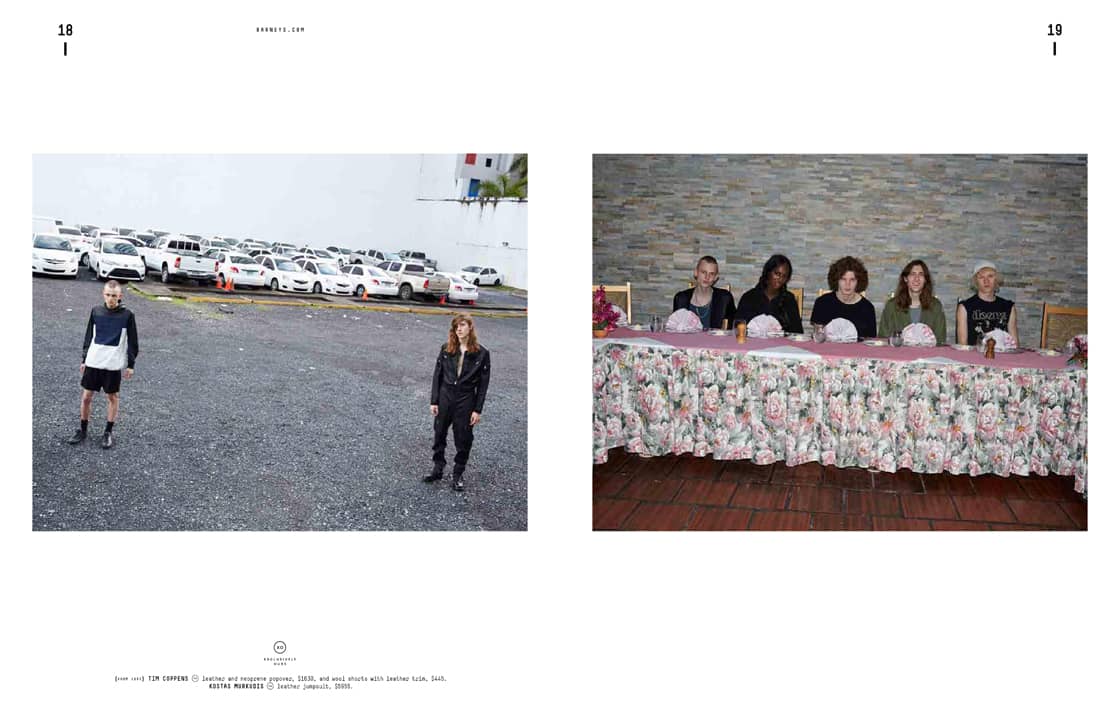 18
BARNEYS.COM
19
XO
EXCLUSIVELY
OURS
(FROM LEFT) TIM COPPENS XO leather and neoprene popover, $1630, and wool shorts with leather trim, $445.
KOSTAS MURKUDIS XO leather jumpsuit,